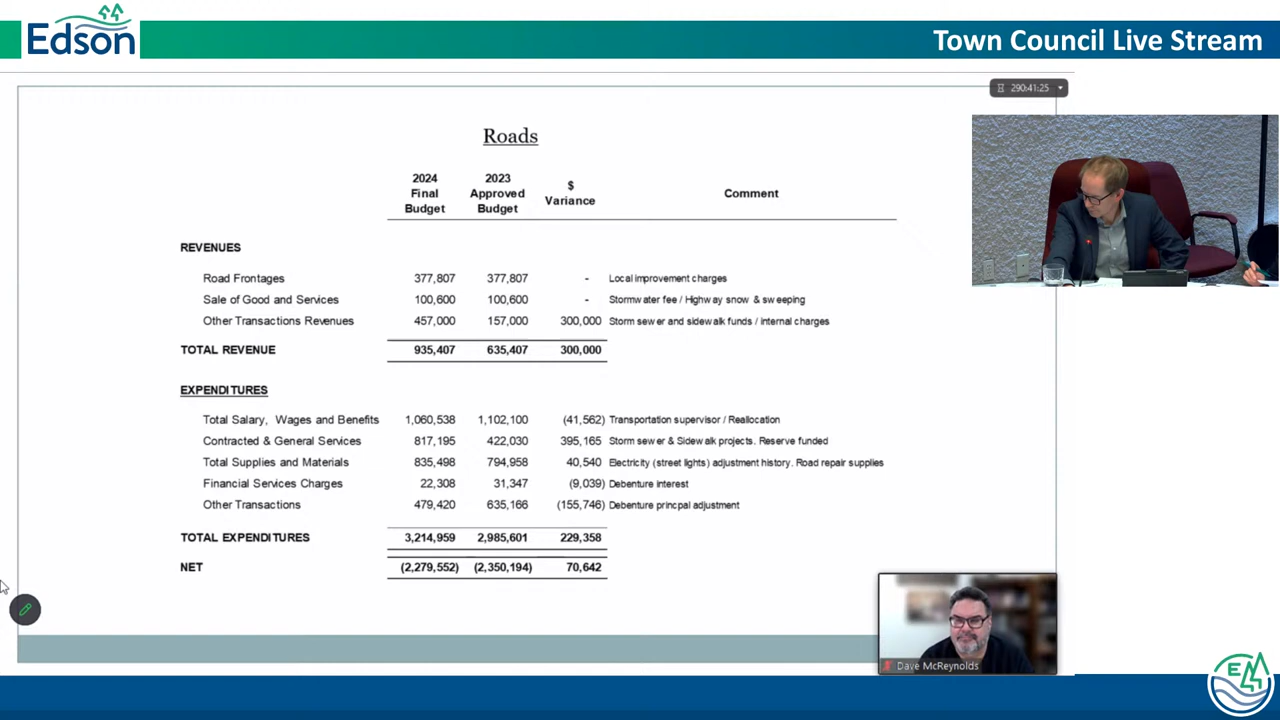 Edson
Town Council Live Stream
290:41:25
Roads
2024 Final Budget
2023 Approved Budget
$ Variance
Comment
REVENUES
Road Frontages 377,807 377,807 - Local improvement charges
Sale of Good and Services 100,600 100,600 - Stormwater fee / Highway snow & sweeping
Other Transactions Revenues 457,000 157,000 300,000 Storm sewer and sidewalk funds / internal charges
TOTAL REVENUE 935,407 635,407 300,000
EXPENDITURES
Total Salary, Wages and Benefits 1,060,538 1,102,100 (41,562) Transportation supervisor / Reallocation
Contracted & General Services 817,195 422,030 395,165 Storm sewer & Sidewalk projects. Reserve funded
Total Supplies and Materials 835,498 794,958 40,540 Electricity (street lights) adjustment history. Road repair supplies
Financial Services Charges 22,308 31,347 (9,039) Debenture interest
Other Transactions 479,420 635,166 (155,746) Debenture princpal adjustment
TOTAL EXPENDITURES 3,214,959 2,985,601 229,358
NET (2,279,552) (2,350,194) 70,642
Dave McReynolds